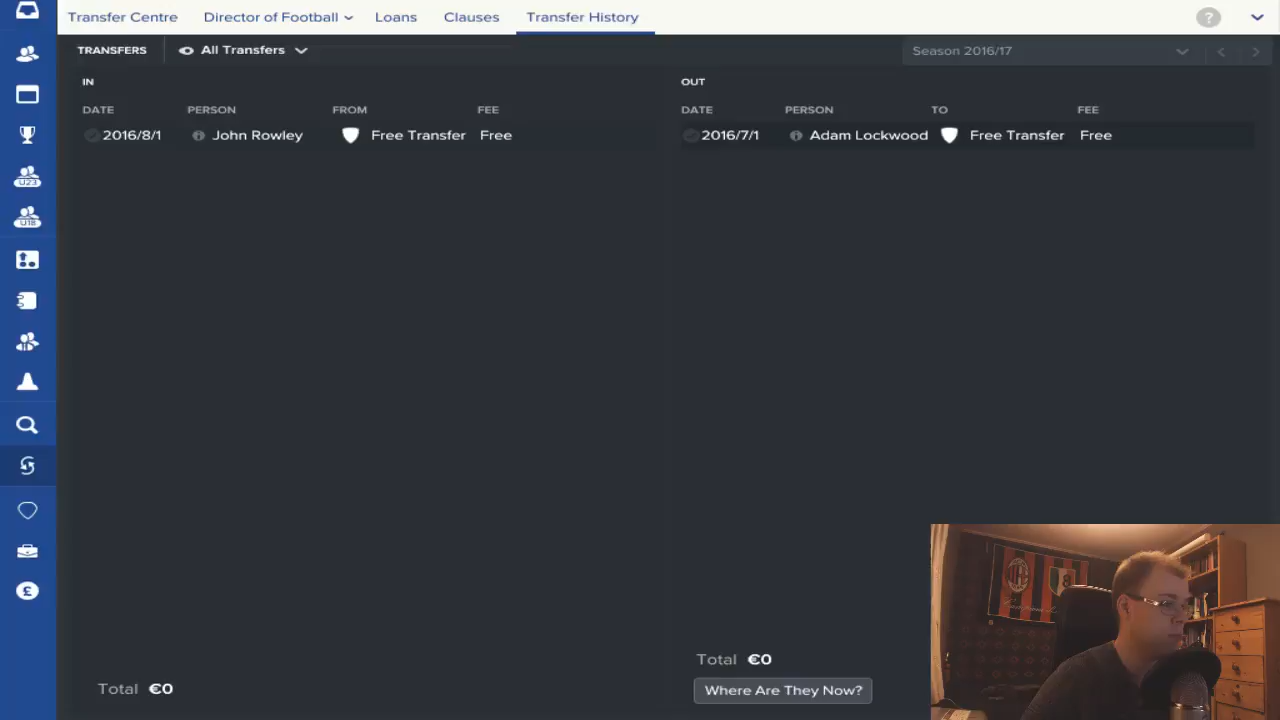 Transfer Centre Director of Football Loans Clauses Transfer History ?
TRANSFERS All Transfers Season 2016/17
IN
DATE PERSON FROM FEE
2016/8/1 John Rowley Free Transfer Free
Total €0
OUT
DATE PERSON TO FEE
2016/7/1 Adam Lockwood Free Transfer Free
Total €0
Where Are They Now?
U23
U18
£